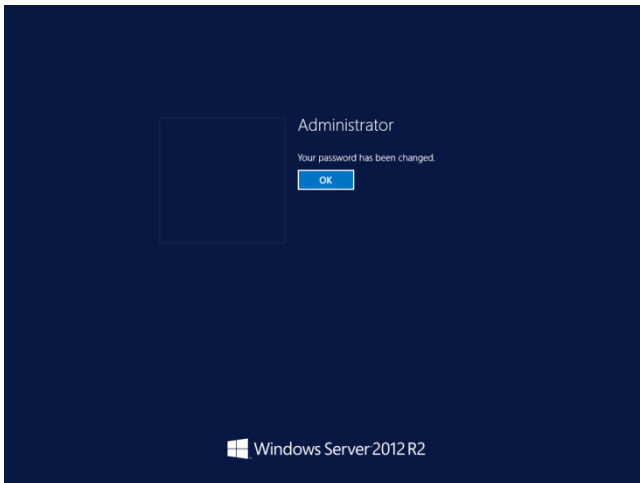 Administrator
Your password has been changed.
OK
Windows Server 2012 R2